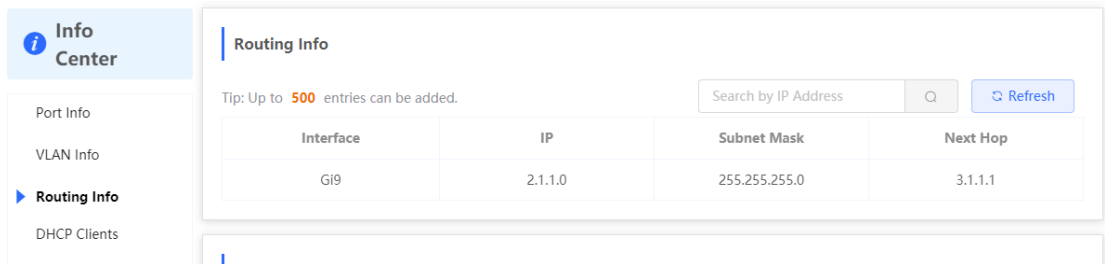 Info
Center
Port Info
VLAN Info
Routing Info
DHCP Clients
Routing Info
Tip: Up to 500 entries can be added.
Search by IP Address
Refresh
Interface IP Subnet Mask Next Hop
Gi9 2.1.1.0 255.255.255.0 3.1.1.1